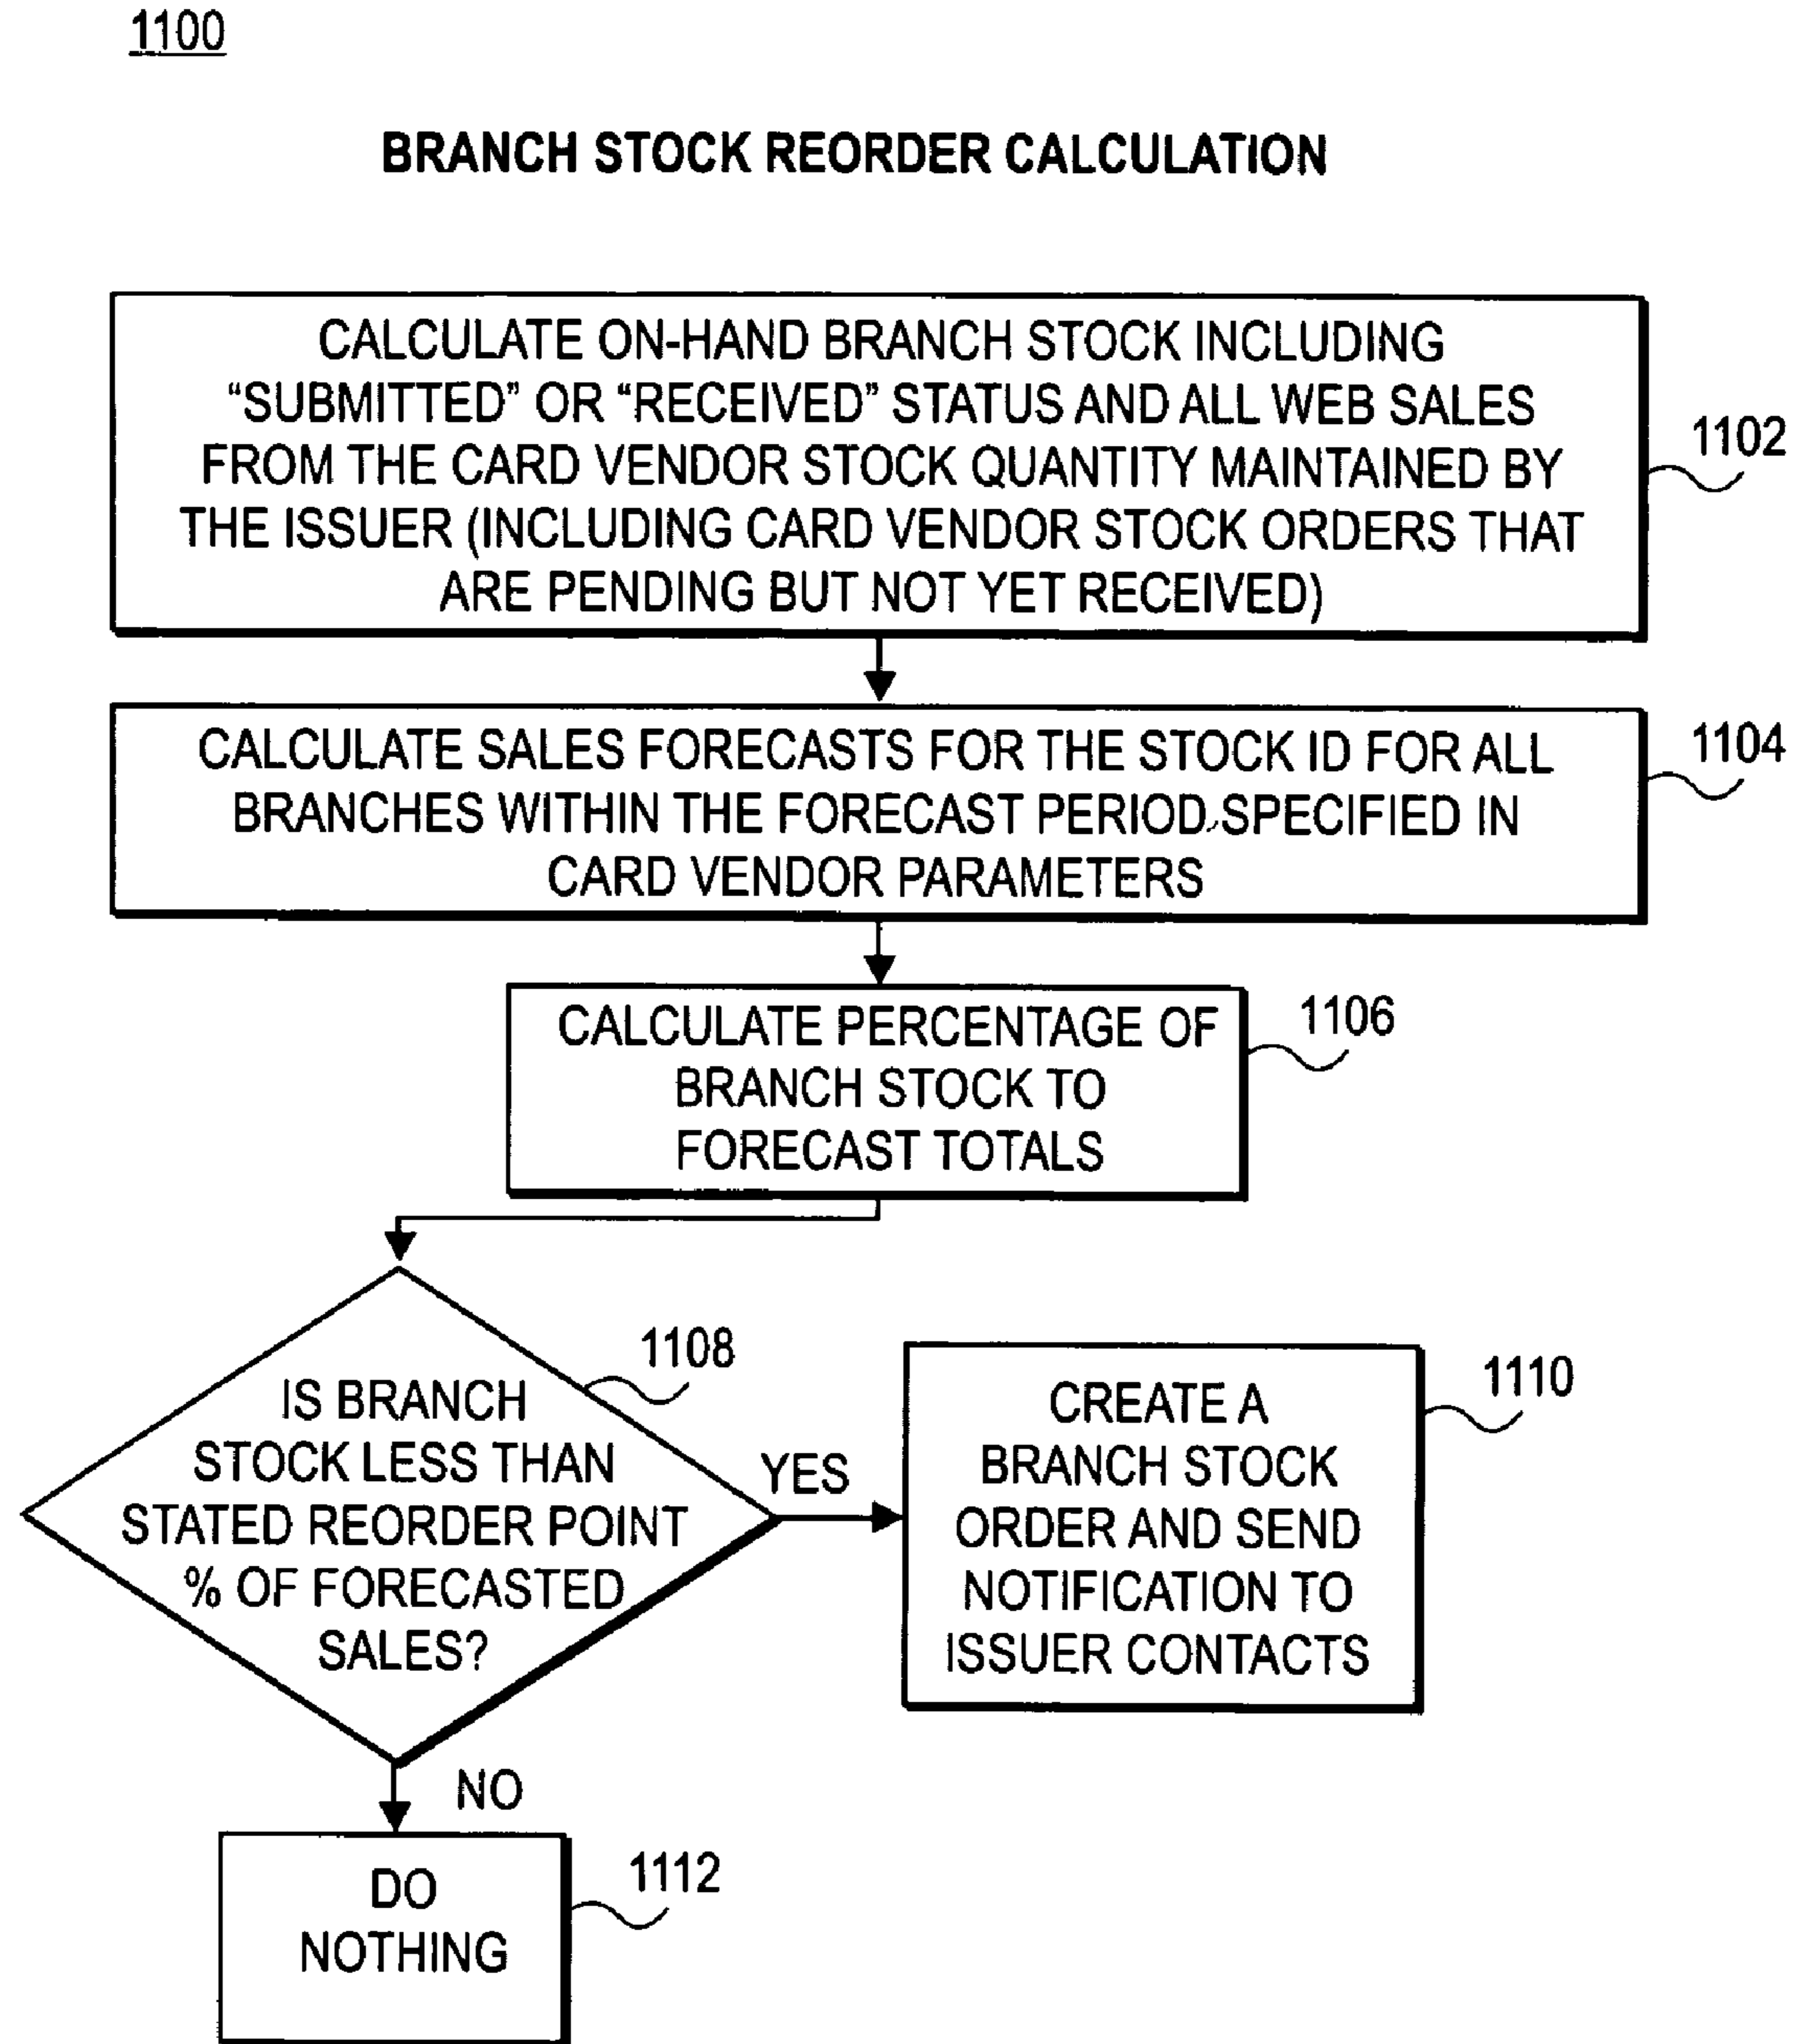 1100
BRANCH STOCK REORDER CALCULATION
CALCULATE ON-HAND BRANCH STOCK INCLUDING
“SUBMITTED” OR “RECEIVED” STATUS AND ALL WEB SALES
FROM THE CARD VENDOR STOCK QUANTITY MAINTAINED BY
THE ISSUER (INCLUDING CARD VENDOR STOCK ORDERS THAT
ARE PENDING BUT NOT YET RECEIVED)
1102
CALCULATE SALES FORECASTS FOR THE STOCK ID FOR ALL
BRANCHES WITHIN THE FORECAST PERIOD SPECIFIED IN
CARD VENDOR PARAMETERS
1104
CALCULATE PERCENTAGE OF
BRANCH STOCK TO
FORECAST TOTALS
1106
IS BRANCH
STOCK LESS THAN
STATED REORDER POINT
% OF FORECASTED
SALES?
1108
YES
CREATE A
BRANCH STOCK
ORDER AND SEND
NOTIFICATION TO
ISSUER CONTACTS
1110
NO
DO
NOTHING
1112